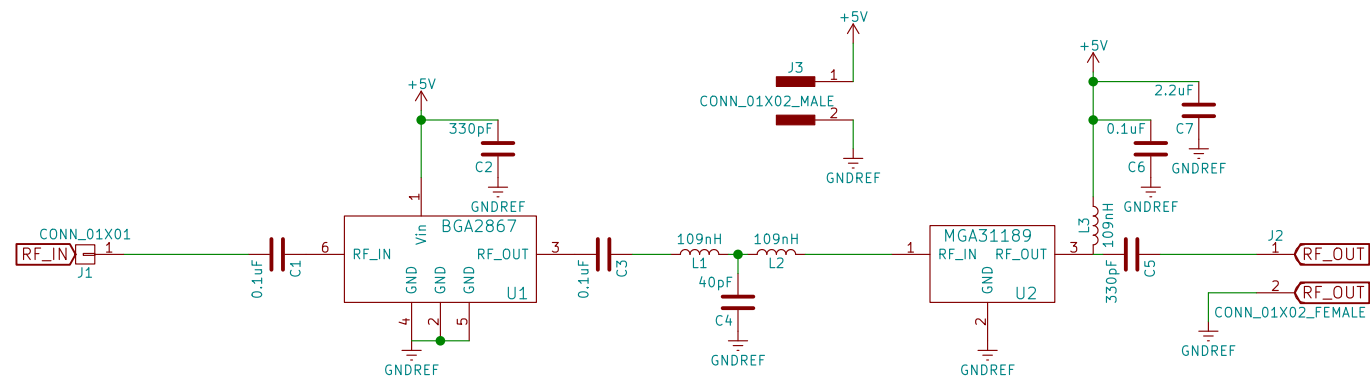 +5V
J3
1
CONN_01X02_MALE
2
GNDREF
+5V
330pF
C2
GNDREF
1
CONN_01X01
RF_IN
1
J1
0.1uF
C1
6
BGA2867
Vin
RF_IN
RF_OUT
GND
GND
GND
U1
4
2
5
GNDREF
3
0.1uF
C3
109nH
L1
109nH
L2
40pF
C4
GNDREF
1
MGA31189
RF_IN
RF_OUT
GND
U2
2
GNDREF
3
+5V
2.2uF
C7
GNDREF
0.1uF
C6
GNDREF
L3
109nH
330pF
C5
J2
1
RF_OUT
2
RF_OUT
CONN_01X02_FEMALE
GNDREF